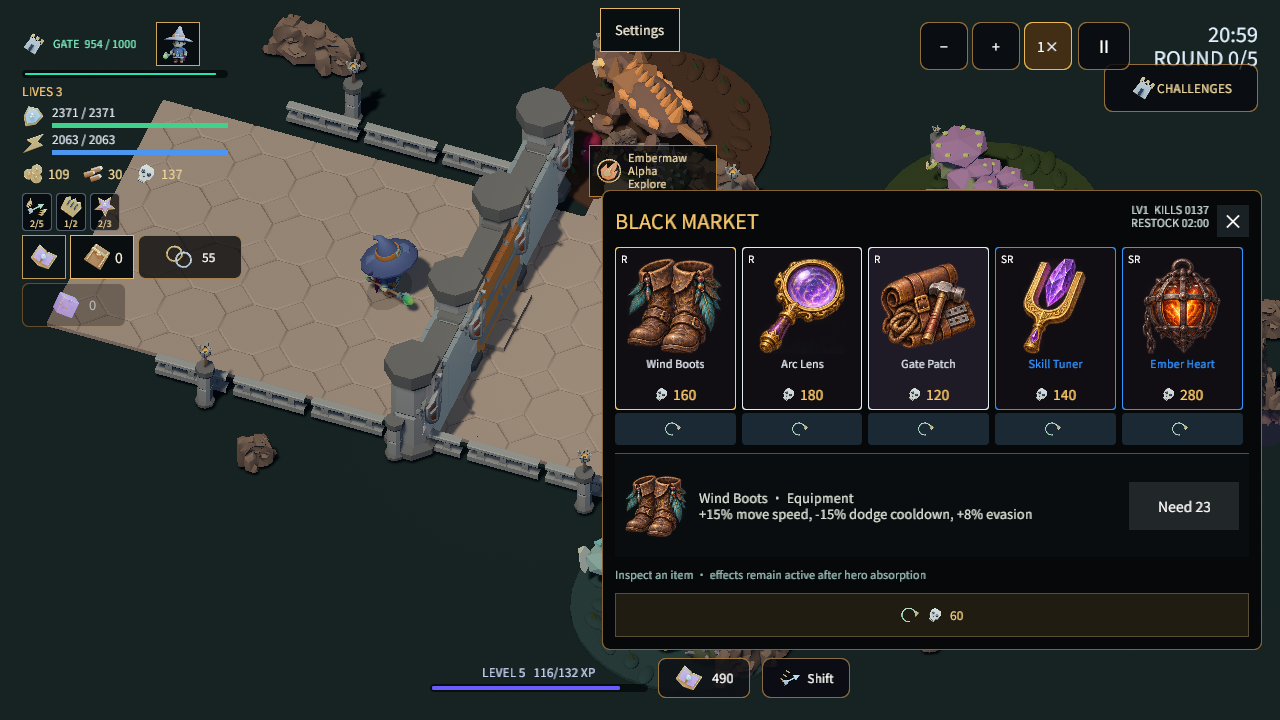 GATE 954 / 1000
Settings
−
+
1×
20:59
ROUND 0/5
CHALLENGES
LIVES 3
2371 / 2371
2063 / 2063
109
30
137
2/5
1/2
2/3
0
55
0
Embermaw
Alpha
Explore
BLACK MARKET
LV1 KILLS 0137
RESTOCK 02:00
R
R
R
SR
SR
Wind Boots
Arc Lens
Gate Patch
Skill Tuner
Ember Heart
160
180
120
140
280
Wind Boots • Equipment
+15% move speed, -15% dodge cooldown, +8% evasion
Need 23
Inspect an item • effects remain active after hero absorption
60
LEVEL 5 116/132 XP
490
Shift